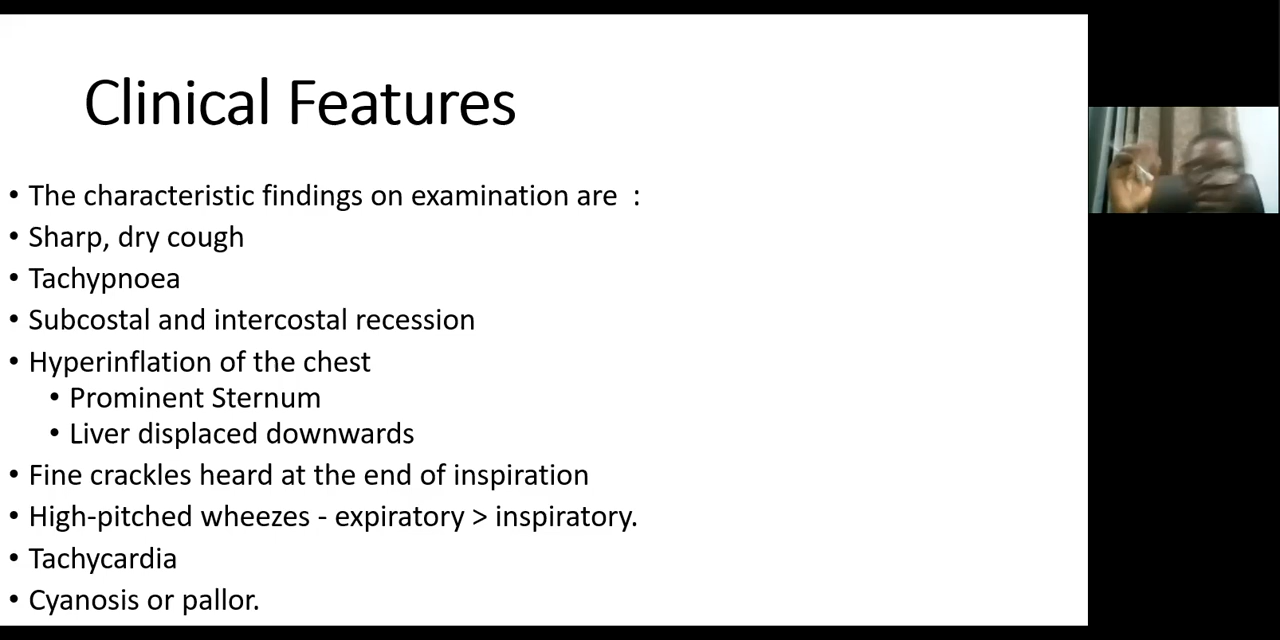 Clinical Features
• The characteristic findings on examination are  :
• Sharp, dry cough
• Tachypnoea
• Subcostal and intercostal recession
• Hyperinflation of the chest
• Prominent Sternum
• Liver displaced downwards
• Fine crackles heard at the end of inspiration
• High-pitched wheezes - expiratory > inspiratory.
• Tachycardia
• Cyanosis or pallor.